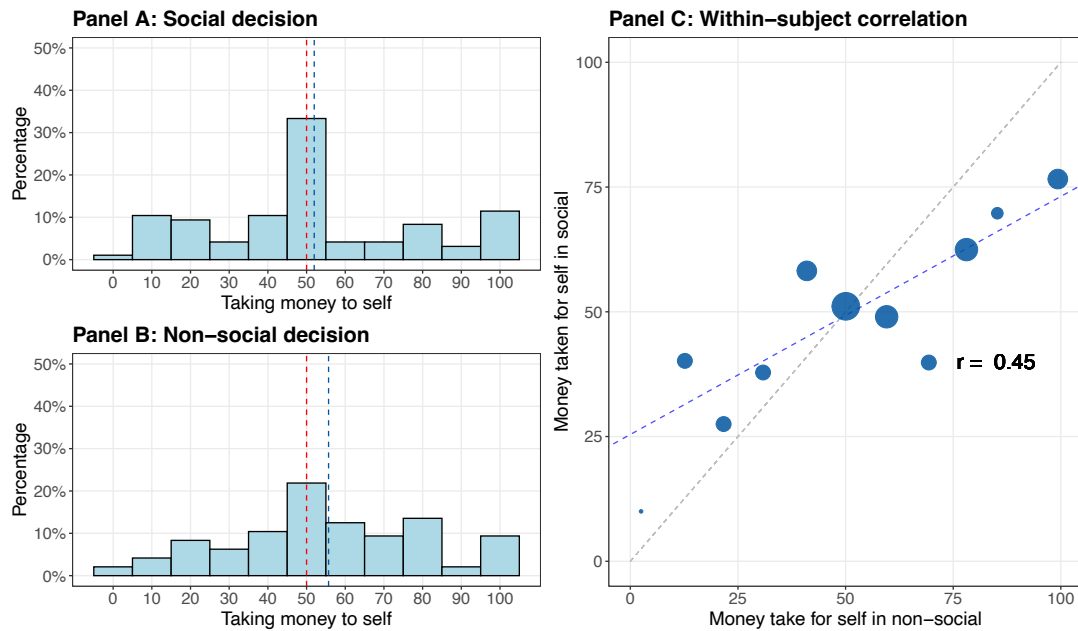 Panel A: Social decision
Percentage
50%
40%
30%
20%
10%
0%
0 10 20 30 40 50 60 70 80 90 100
Taking money to self
Panel B: Non−social decision
Percentage
50%
40%
30%
20%
10%
0%
0 10 20 30 40 50 60 70 80 90 100
Taking money to self
Panel C: Within−subject correlation
Money taken for self in social
100
75
50
25
0
r = 0.45
0 25 50 75 100
Money take for self in non−social